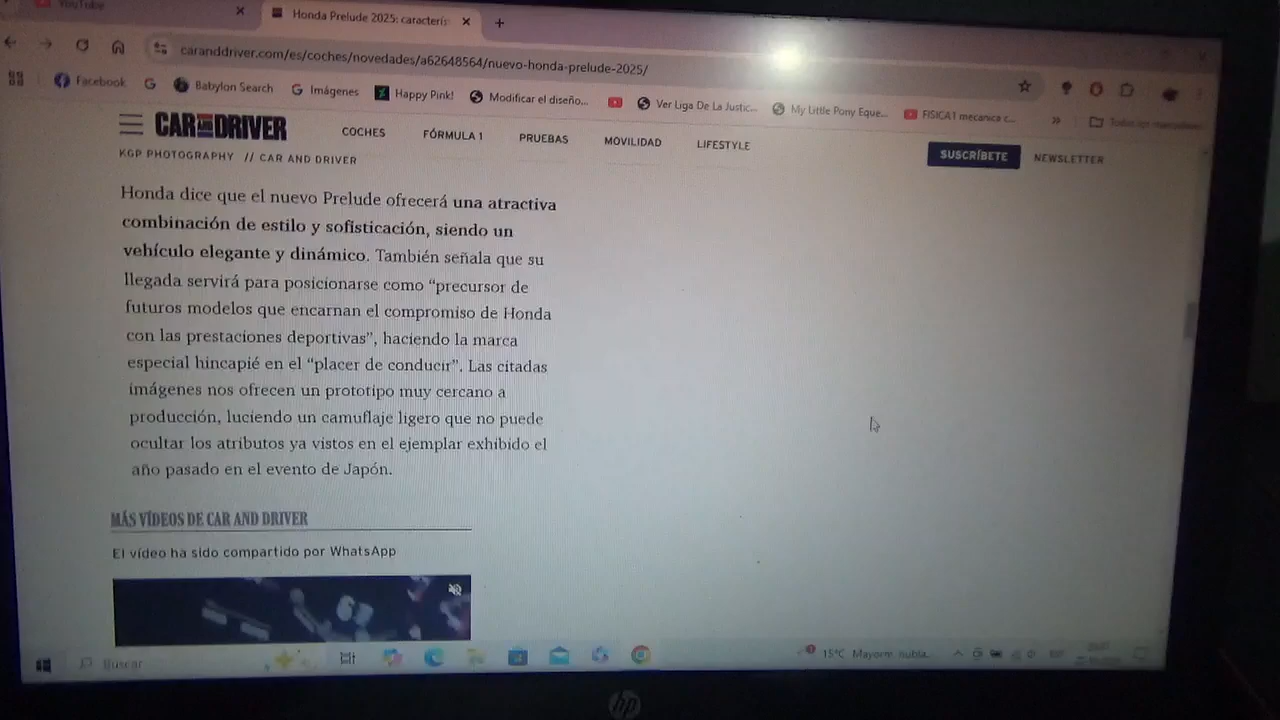 YouTube
Honda Prelude 2025: caracterís
caranddriver.com/es/coches/novedades/a62648564/nuevo-honda-prelude-2025/
Facebook
Babylon Search
Imágenes
Happy Pink!
Modificar el diseño...
Ver Liga De La Justic...
My Little Pony Eque...
FISICA1 mecanica c...
»
CAR AND DRIVER
COCHES
FÓRMULA 1
PRUEBAS
MOVILIDAD
LIFESTYLE
SUSCRÍBETE
NEWSLETTER
KGP PHOTOGRAPHY // CAR AND DRIVER
Honda dice que el nuevo Prelude ofrecerá una atractiva
combinación de estilo y sofisticación, siendo un
vehículo elegante y dinámico. También señala que su
llegada servirá para posicionarse como “precursor de
futuros modelos que encarnan el compromiso de Honda
con las prestaciones deportivas”, haciendo la marca
especial hincapié en el “placer de conducir”. Las citadas
imágenes nos ofrecen un prototipo muy cercano a
producción, luciendo un camuflaje ligero que no puede
ocultar los atributos ya vistos en el ejemplar exhibido el
año pasado en el evento de Japón.
MÁS VÍDEOS DE CAR AND DRIVER
El vídeo ha sido compartido por WhatsApp
Buscar
15°C Mayorm. nubla...
hp